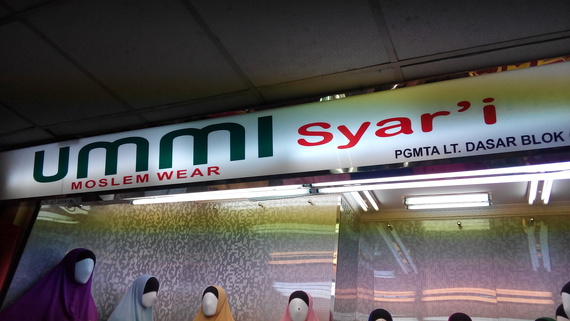 ummi Syar'i
MOSLEM WEAR
PGMTA LT. DASAR BLOK